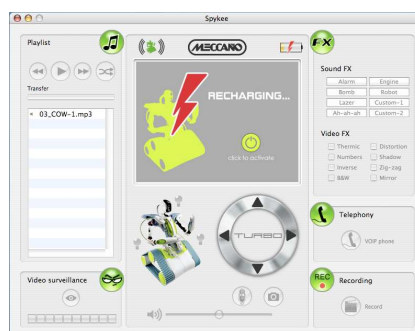 Spykee
Playlist
Transfer
× 03_COW-1.mp3
Video surveillance
MECCANO
RECHARGING...
click to activate
TURBO
FX
Sound FX
Alarm Engine
Bomb Robot
Lazer Custom-1
Ah-ah-ah Custom-2
Video FX
Thermic Distortion
Numbers Shadow
Inverse Zig-zag
B&W Mirror
Telephony
VOIP phone
REC
Recording
Record